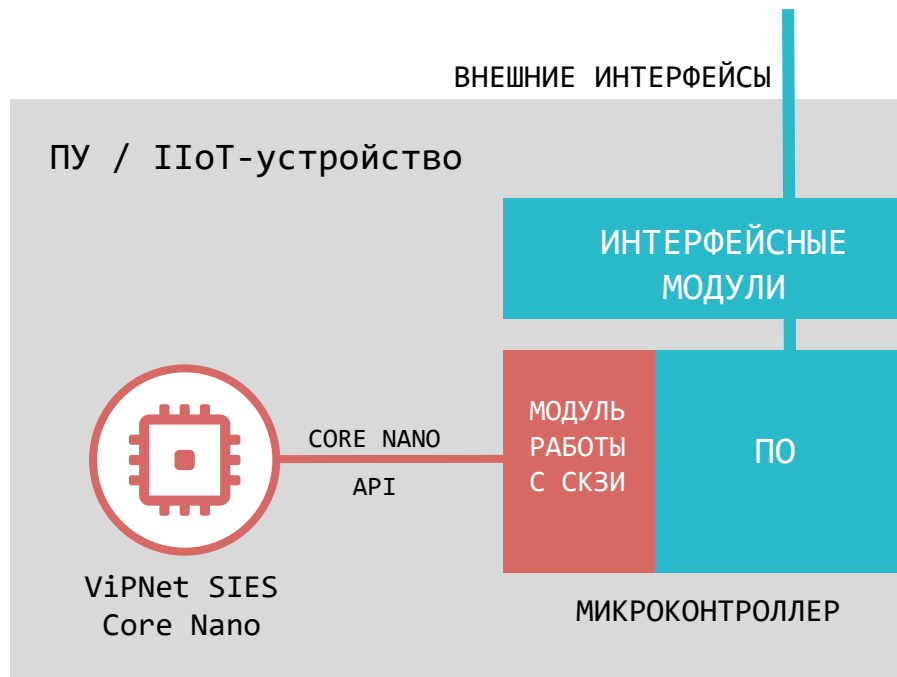 ВНЕШНИЕ ИНТЕРФЕЙСЫ
ПУ / IIoT-устройство
ИНТЕРФЕЙСНЫЕ
МОДУЛИ
МОДУЛЬ
РАБОТЫ
С СКЗИ
ПО
CORE NANO
API
ViPNet SIES
Core Nano
МИКРОКОНТРОЛЛЕР